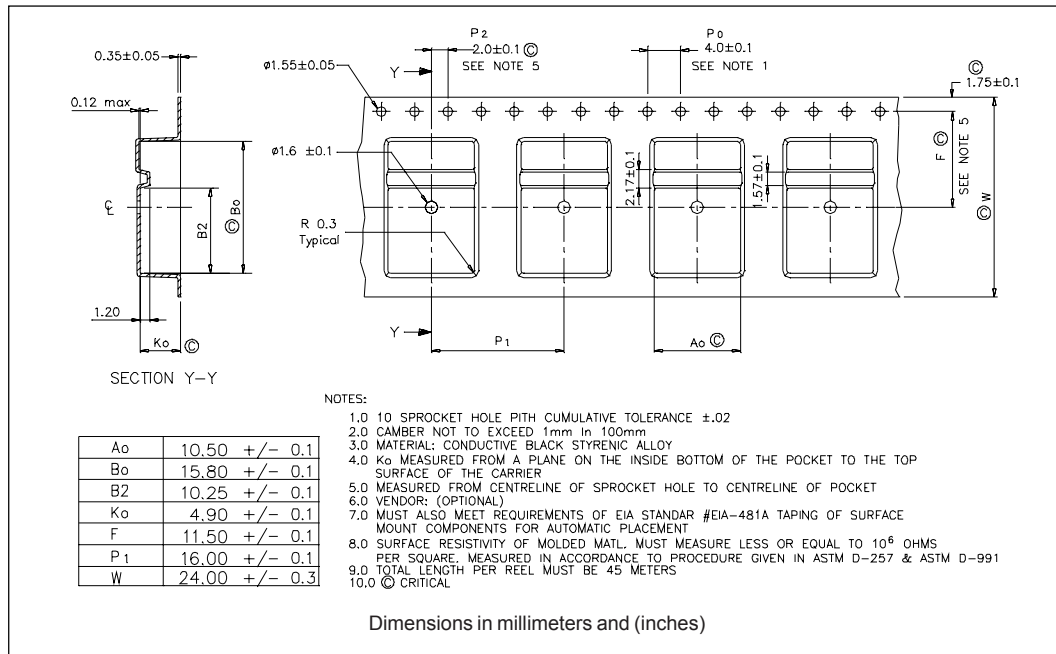 P2
2.0±0.1 Ⓒ
SEE NOTE 5
P0
4.0±0.1
SEE NOTE 1
Ⓒ
1.75±0.1
0.35±0.05
ø1.55±0.05
Y
0.12 max
ø1.6 ±0.1
2.17±0.1
1.57±0.1
F Ⓒ
SEE NOTE 5
Ⓒ W
℄
B2
Ⓒ Bo
R 0.3
Typical
1.20
Ko Ⓒ
Y
P1
Ao Ⓒ
SECTION Y-Y
NOTES:
1.0 10 SPROCKET HOLE PITH CUMULATIVE TOLERANCE ±.02
2.0 CAMBER NOT TO EXCEED 1mm In 100mm
3.0 MATERIAL: CONDUCTIVE BLACK STYRENIC ALLOY
4.0 Ko MEASURED FROM A PLANE ON THE INSIDE BOTTOM OF THE POCKET TO THE TOP
SURFACE OF THE CARRIER
5.0 MEASURED FROM CENTRELINE OF SPROCKET HOLE TO CENTRELINE OF POCKET
6.0 VENDOR: (OPTIONAL)
7.0 MUST ALSO MEET REQUIREMENTS OF EIA STANDAR #EIA-481A TAPING OF SURFACE
MOUNT COMPONENTS FOR AUTOMATIC PLACEMENT
8.0 SURFACE RESISTIVITY OF MOLDED MATL. MUST MEASURE LESS OR EQUAL TO 10⁶ OHMS
PER SQUARE. MEASURED IN ACCORDANCE TO PROCEDURE GIVEN IN ASTM D-257 & ASTM D-991
9.0 TOTAL LENGTH PER REEL MUST BE 45 METERS
10.0 Ⓒ CRITICAL
Ao 10.50 +/- 0.1
Bo 15.80 +/- 0.1
B2 10.25 +/- 0.1
Ko 4.90 +/- 0.1
F 11.50 +/- 0.1
P1 16.00 +/- 0.1
W 24.00 +/- 0.3
Dimensions in millimeters and (inches)